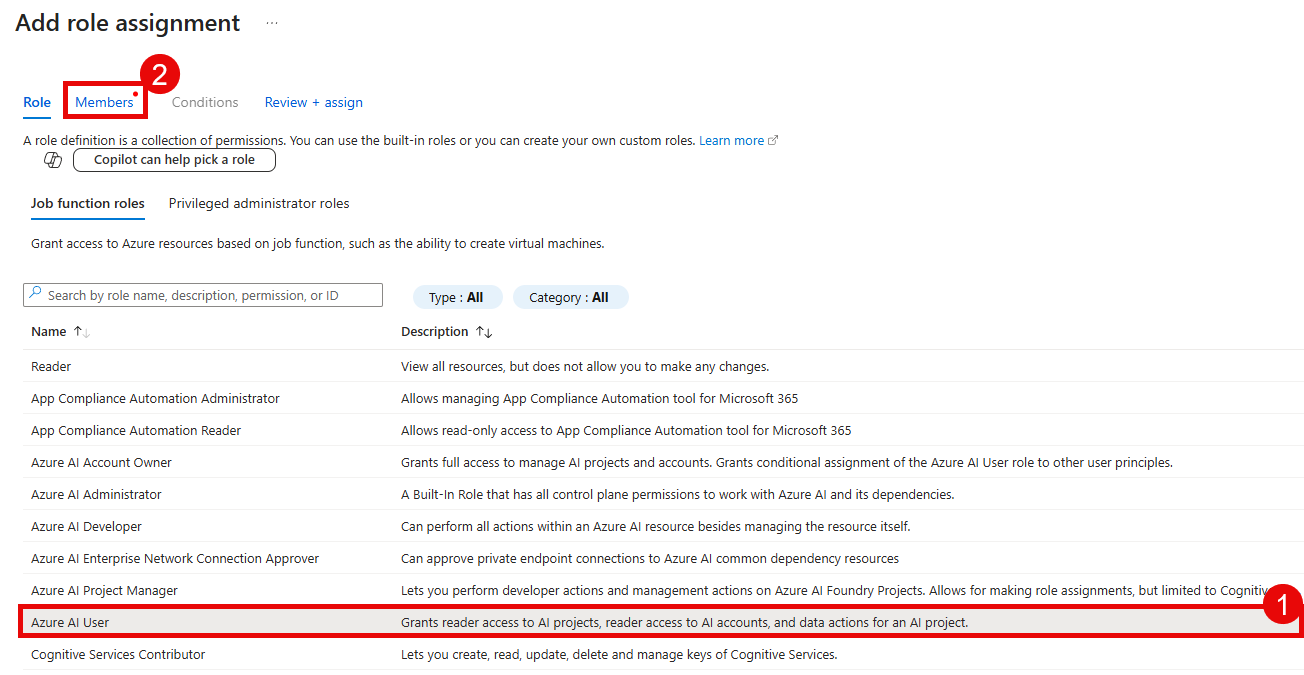 Add role assignment ...
2
Role Members Conditions Review + assign
A role definition is a collection of permissions. You can use the built-in roles or you can create your own custom roles. Learn more
Copilot can help pick a role
Job function roles Privileged administrator roles
Grant access to Azure resources based on job function, such as the ability to create virtual machines.
Search by role name, description, permission, or ID Type : All Category : All
Name ↑↓ Description ↑↓
Reader View all resources, but does not allow you to make any changes.
App Compliance Automation Administrator Allows managing App Compliance Automation tool for Microsoft 365
App Compliance Automation Reader Allows read-only access to App Compliance Automation tool for Microsoft 365
Azure AI Account Owner Grants full access to manage AI projects and accounts. Grants conditional assignment of the Azure AI User role to other user principles.
Azure AI Administrator A Built-In Role that has all control plane permissions to work with Azure AI and its dependencies.
Azure AI Developer Can perform all actions within an Azure AI resource besides managing the resource itself.
Azure AI Enterprise Network Connection Approver Can approve private endpoint connections to Azure AI common dependency resources
Azure AI Project Manager Lets you perform developer actions and management actions on Azure AI Foundry Projects. Allows for making role assignments, but limited to Cognitiv
1
Azure AI User Grants reader access to AI projects, reader access to AI accounts, and data actions for an AI project.
Cognitive Services Contributor Lets you create, read, update, delete and manage keys of Cognitive Services.